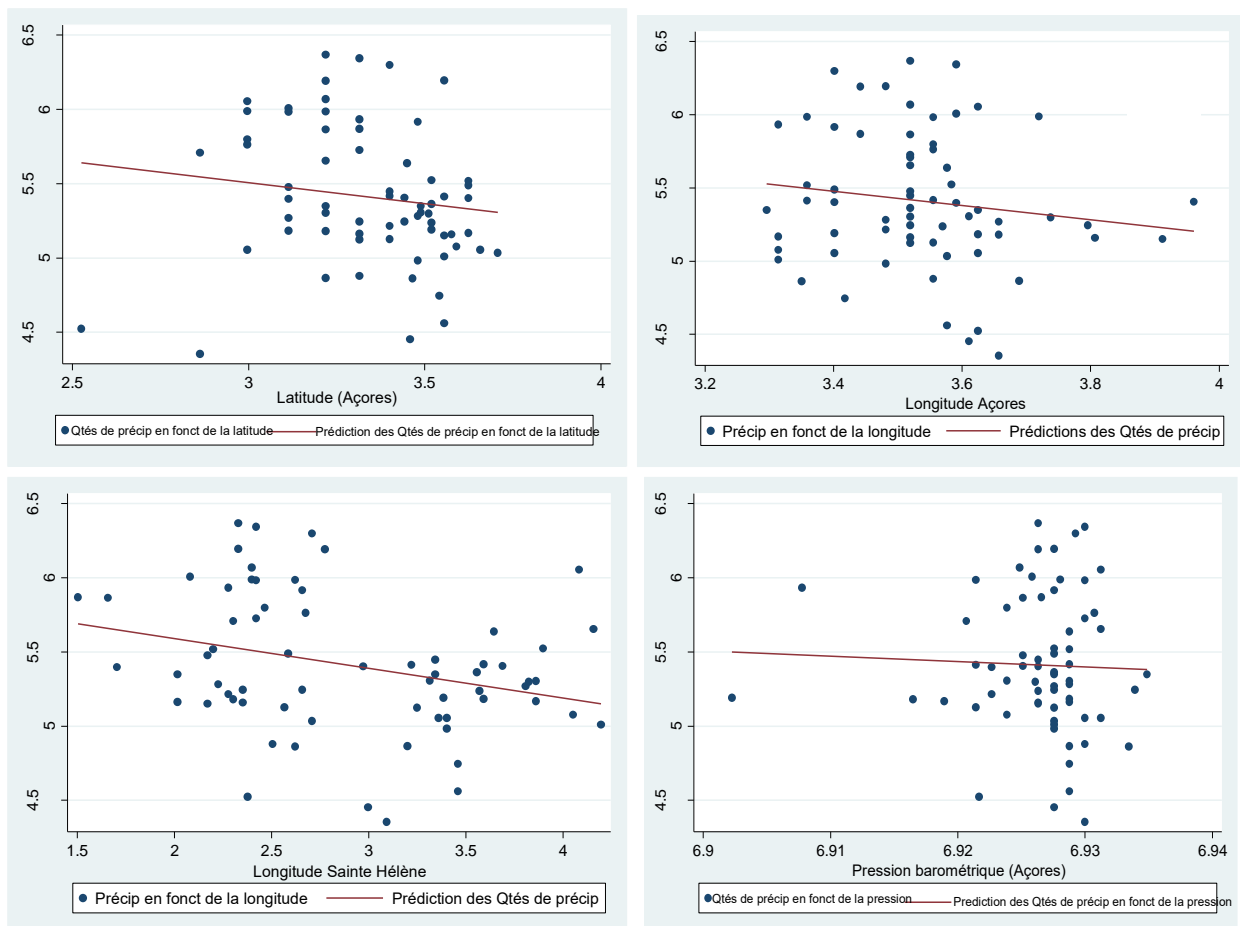 6.5
6
5.5
5
4.5
2.5 3 3.5 4
Latitude (Açores)
Qtés de précip en fonct de la latitude Prédiction des Qtés de précip en fonct de la latitude
6.5
6
5.5
5
4.5
3.2 3.4 3.6 3.8 4
Longitude Açores
Précip en fonct de la longitude Prédictions des Qtés de précip
6.5
6
5.5
5
4.5
1.5 2 2.5 3 3.5 4
Longitude Sainte Hélène
Précip en fonct de la longitude Prédiction des Qtés de précip
6.5
6
5.5
5
4.5
6.9 6.91 6.92 6.93 6.94
Pression barométrique (Açores)
Qtés de précip en fonct de la pression Prédiction des Qtés de précip en fonct de la pression